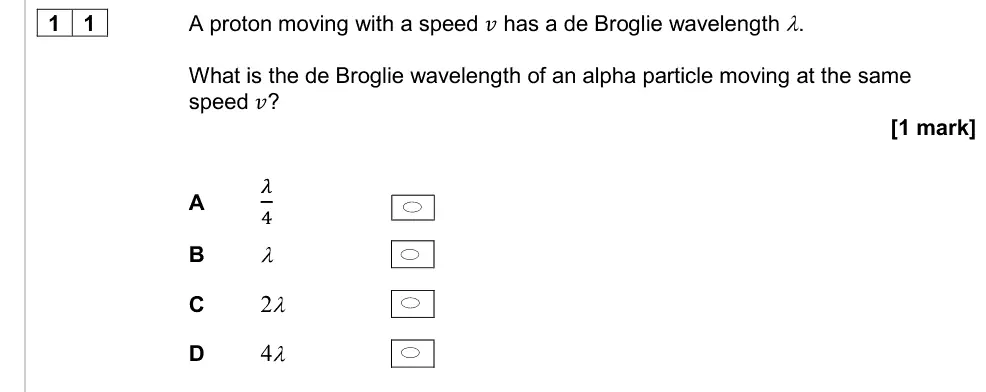 1 1 A proton moving with a speed v has a de Broglie wavelength λ.
What is the de Broglie wavelength of an alpha particle moving at the same
speed v?
[1 mark]
A λ/4
B λ
C 2λ
D 4λ